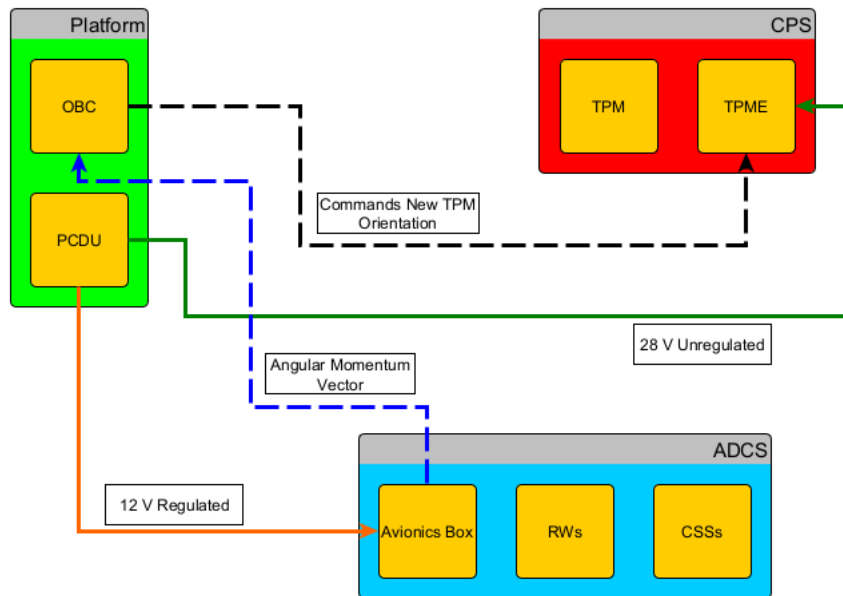 Platform
CPS
OBC
TPM
TPME
Commands New TPM
Orientation
PCDU
28 V Unregulated
Angular Momentum
Vector
ADCS
12 V Regulated
Avionics Box
RWs
CSSs